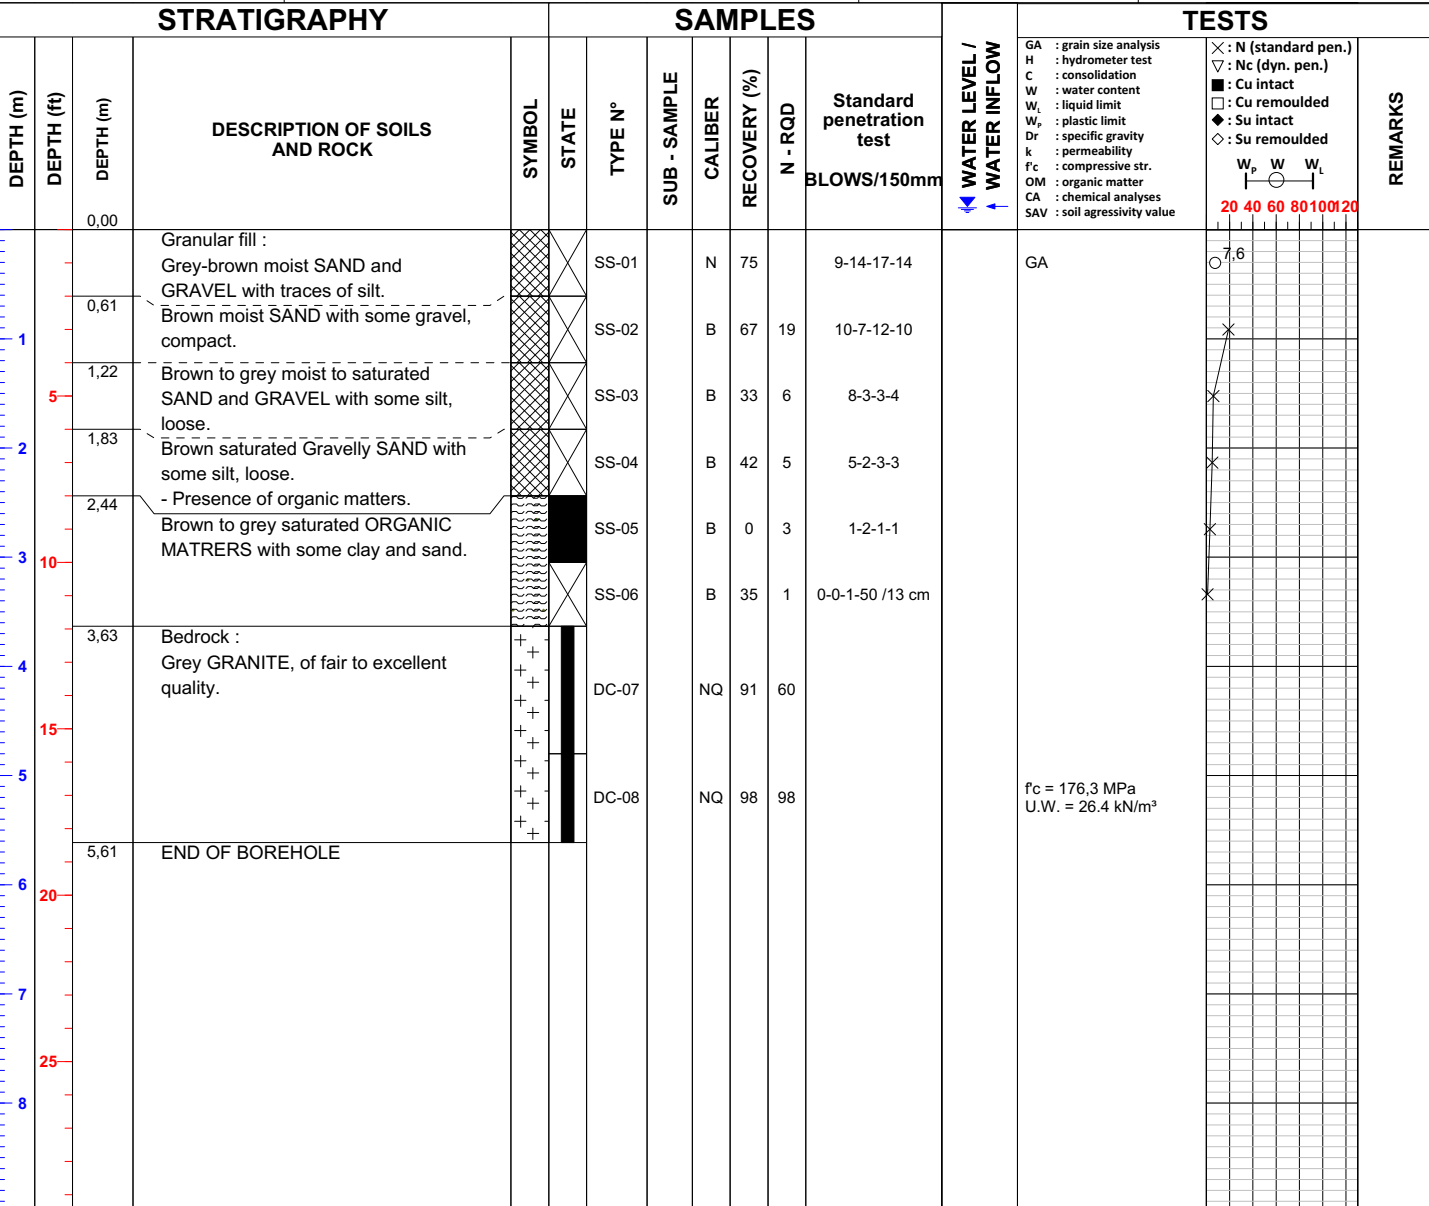 STRATIGRAPHY
SAMPLES
TESTS
DEPTH (m)
DEPTH (ft)
DEPTH (m)
DESCRIPTION OF SOILS
AND ROCK
SYMBOL
STATE
TYPE N°
SUB - SAMPLE
CALIBER
RECOVERY (%)
N - RQD
Standard
penetration
test
BLOWS/150mm
WATER LEVEL /
WATER INFLOW
GA : grain size analysis
H : hydrometer test
C : consolidation
W : water content
WL : liquid limit
WP : plastic limit
Dr : specific gravity
k : permeability
f'c : compressive str.
OM : organic matter
CA : chemical analyses
SAV : soil agressivity value
: N (standard pen.)
: Nc (dyn. pen.)
: Cu intact
: Cu remoulded
: Su intact
: Su remoulded
WP W WL
20 40 60 80 100 120
REMARKS
0,00
Granular fill :
Grey-brown moist SAND and
GRAVEL with traces of silt.
SS-01 N 75 9-14-17-14 GA 7,6
0,61
Brown moist SAND with some gravel,
compact.
SS-02 B 67 19 10-7-12-10
1
1,22
Brown to grey moist to saturated
SAND and GRAVEL with some silt,
loose.
5
SS-03 B 33 6 8-3-3-4
1,83
2
Brown saturated Gravelly SAND with
some silt, loose.
- Presence of organic matters.
SS-04 B 42 5 5-2-3-3
2,44
Brown to grey saturated ORGANIC
MATRERS with some clay and sand.
SS-05 B 0 3 1-2-1-1
3
10
SS-06 B 35 1 0-0-1-50 /13 cm
3,63
Bedrock :
Grey GRANITE, of fair to excellent
quality.
4
DC-07 NQ 91 60
15
5
DC-08 NQ 98 98
f'c = 176,3 MPa
U.W. = 26.4 kN/m³
5,61
END OF BOREHOLE
6
20
7
25
8